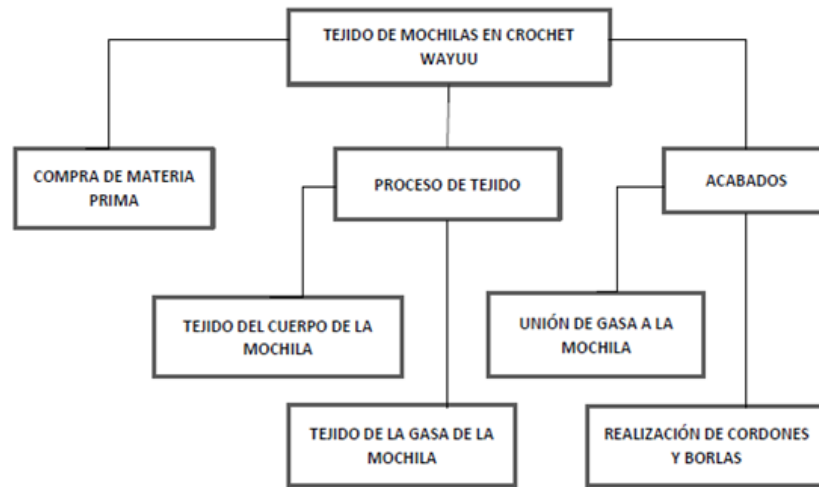 TEJIDO DE MOCHILAS EN CROCHET
WAYUU
COMPRA DE MATERIA
PRIMA
PROCESO DE TEJIDO
ACABADOS
TEJIDO DEL CUERPO DE LA
MOCHILA
UNIÓN DE GASA A LA
MOCHILA
TEJIDO DE LA GASA DE LA
MOCHILA
REALIZACIÓN DE CORDONES
Y BORLAS